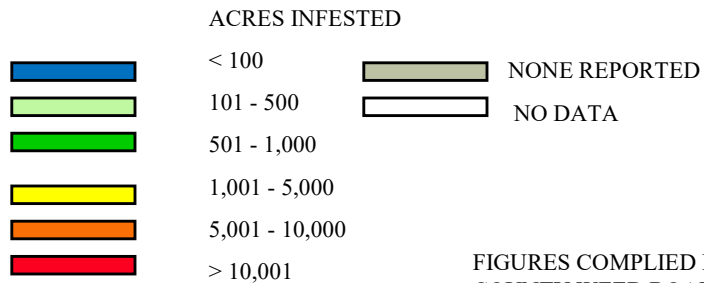 ACRES INFESTED
< 100
NONE REPORTED
101 - 500
NO DATA
501 - 1,000
1,001 - 5,000
5,001 - 10,000
> 10,001
FIGURES COMPLIED